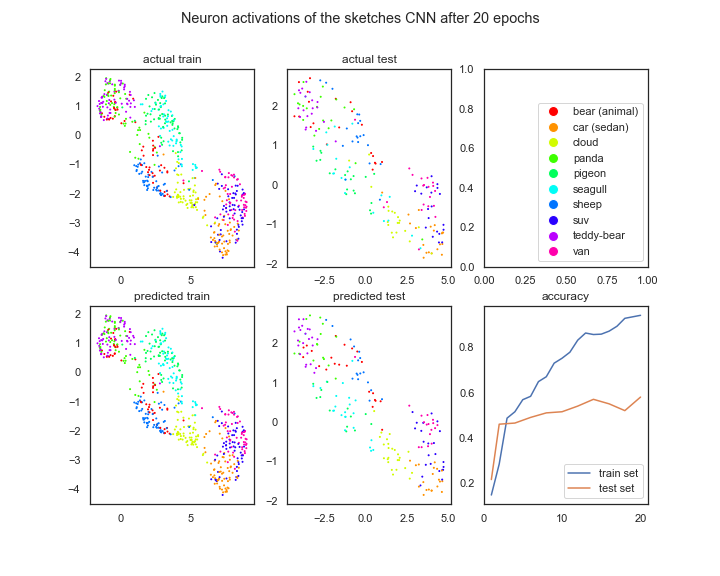 Neuron activations of the sketches CNN after 20 epochs
actual train
2
1
0
−1
−2
−3
−4
0 5
actual test
2
1
0
−1
−2
−2.5 0.0 2.5 5.0
1.0
0.8
0.6
0.4
0.2
0.0
0.00 0.25 0.50 0.75 1.00
bear (animal)
car (sedan)
cloud
panda
pigeon
seagull
sheep
suv
teddy-bear
van
predicted train
2
1
0
−1
−2
−3
−4
0 5
predicted test
2
1
0
−1
−2
−2.5 0.0 2.5 5.0
accuracy
0.8
0.6
0.4
0.2
0 10 20
train set
test set